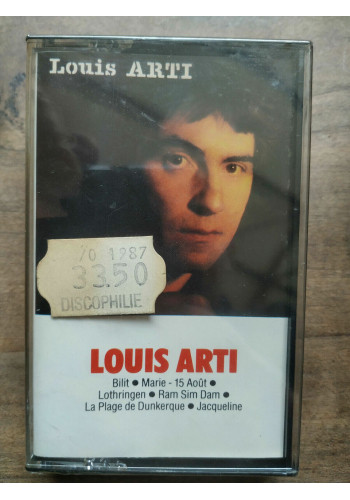 Louis ARTI
70 1987
33.50
DISCOPHILIE
LOUIS ARTI
Bilit ● Marie - 15 Août ●
Lothringen ● Ram Sim Dam ●
La Plage de Dunkerque ● Jacqueline